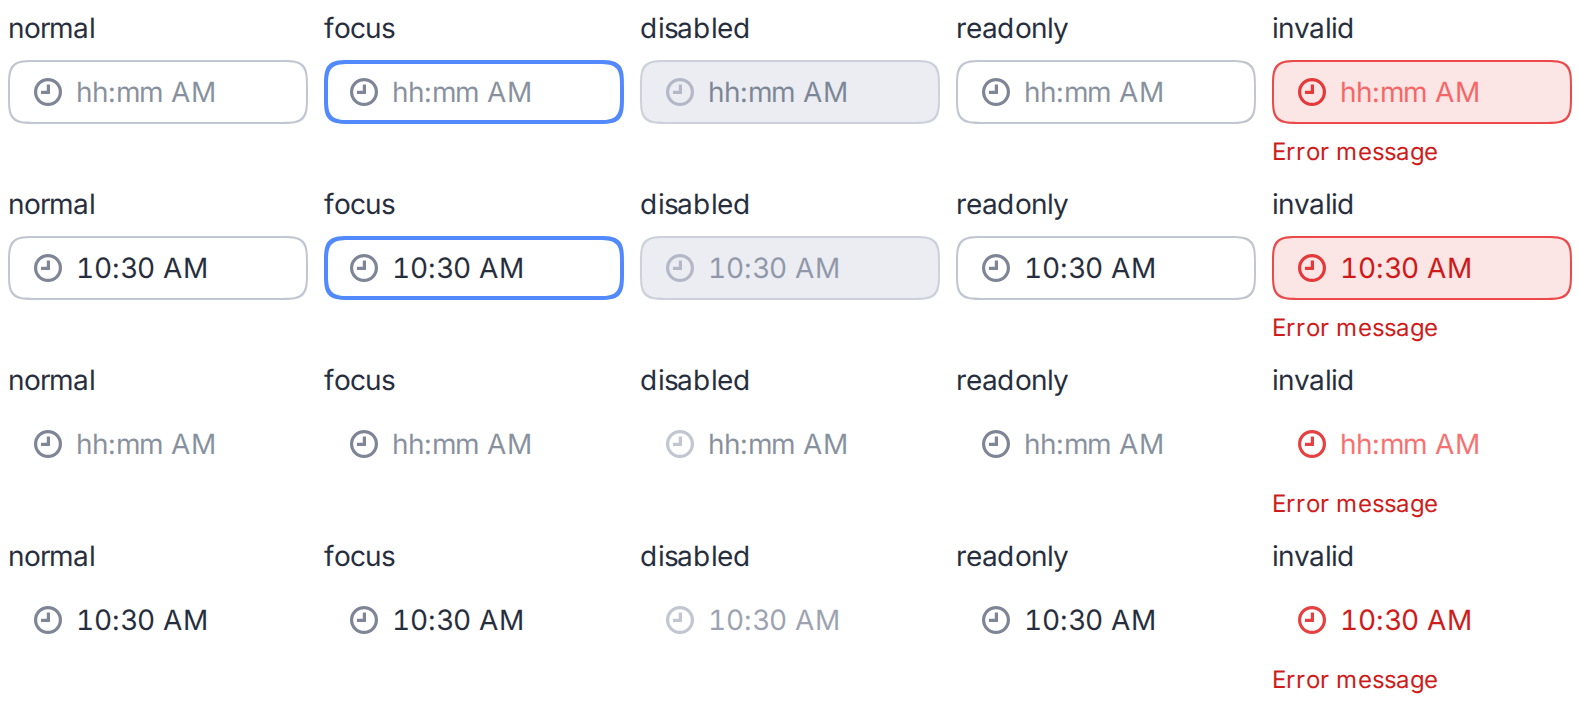 normal focus disabled readonly invalid
hh:mm AM hh:mm AM hh:mm AM hh:mm AM hh:mm AM
Error message
normal focus disabled readonly invalid
10:30 AM 10:30 AM 10:30 AM 10:30 AM 10:30 AM
Error message
normal focus disabled readonly invalid
hh:mm AM hh:mm AM hh:mm AM hh:mm AM hh:mm AM
Error message
normal focus disabled readonly invalid
10:30 AM 10:30 AM 10:30 AM 10:30 AM 10:30 AM
Error message